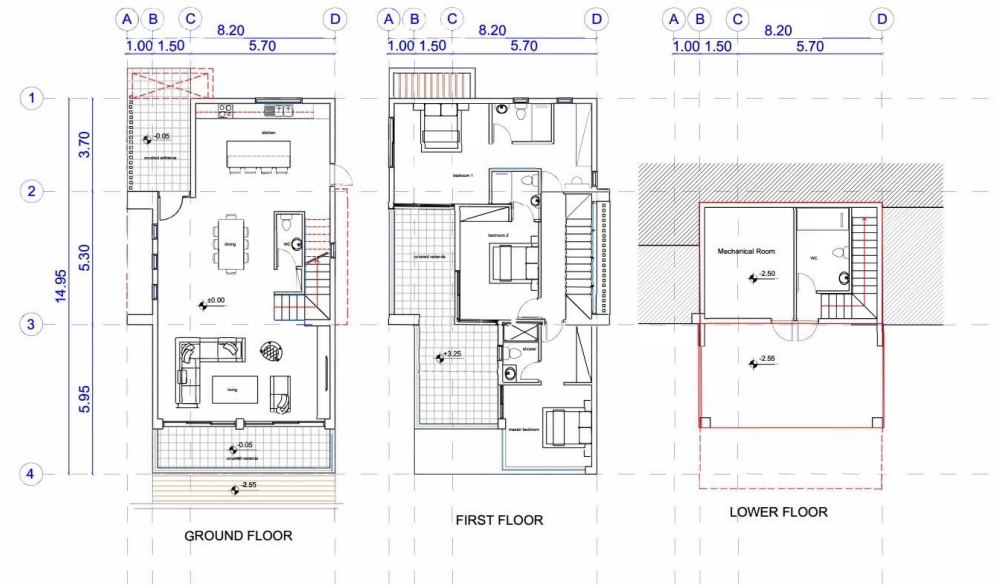 A B C D
8.20
1.00 1.50 5.70
A B C D
8.20
1.00 1.50 5.70
A B C D
8.20
1.00 1.50 5.70
1
2
3
4
3.70
5.30
5.95
14.95
kitchen
-0.05
covered entrance
dining
WC
±0.00
living
-0.05
covered veranda
-2.55
GROUND FLOOR
bedroom 1
bedroom 2
covered veranda
+3.25
shower
master bedroom
FIRST FLOOR
Mechanical Room
-2.50
WC
-2.55
LOWER FLOOR